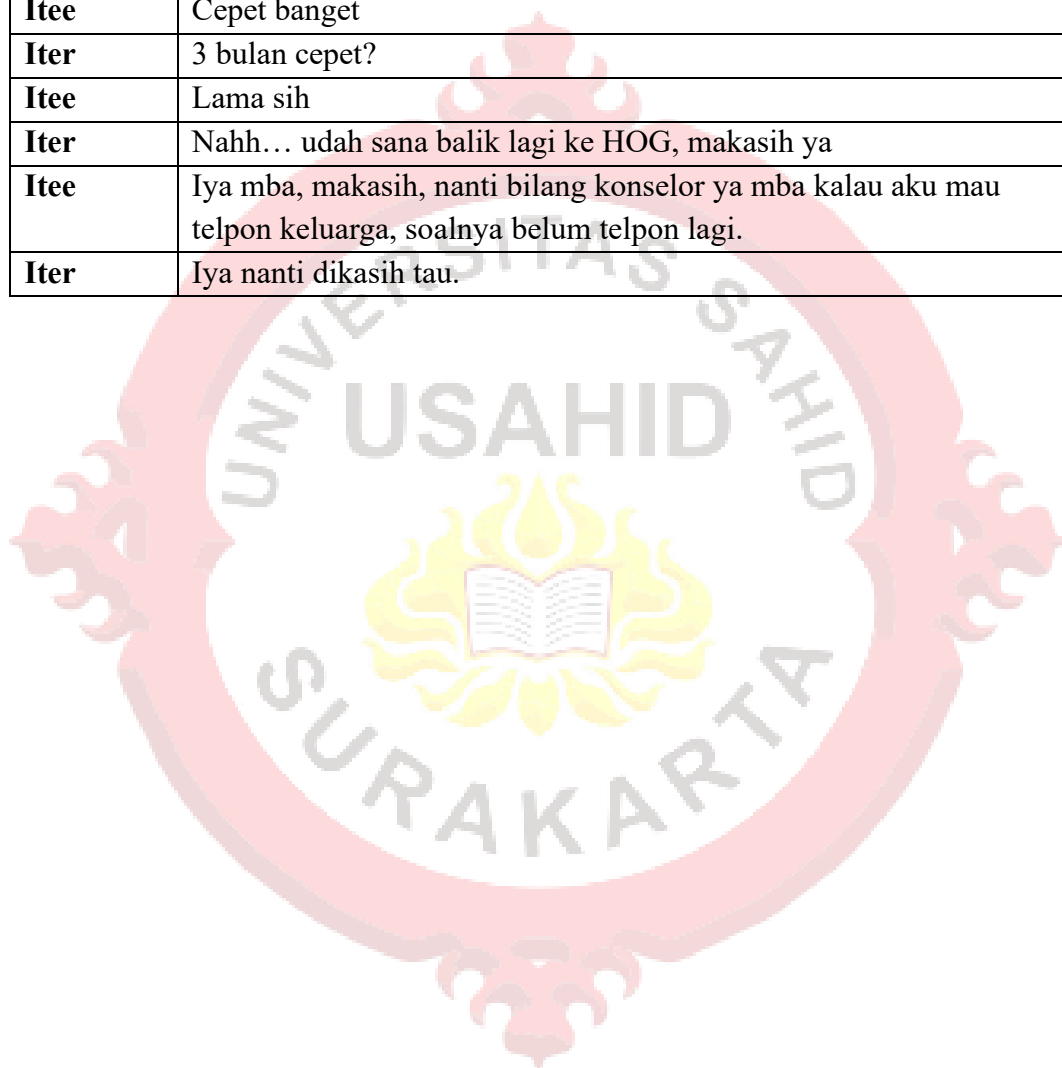 Itee Cepet banget
Iter 3 bulan cepet?
Itee Lama sih
Iter Nahh… udah sana balik lagi ke HOG, makasih ya
Itee Iya mba, makasih, nanti bilang konselor ya mba kalau aku mau
telpon keluarga, soalnya belum telpon lagi.
Iter Iya nanti dikasih tau.
UNIVERSITAS SAHID
USAHID
SURAKARTA